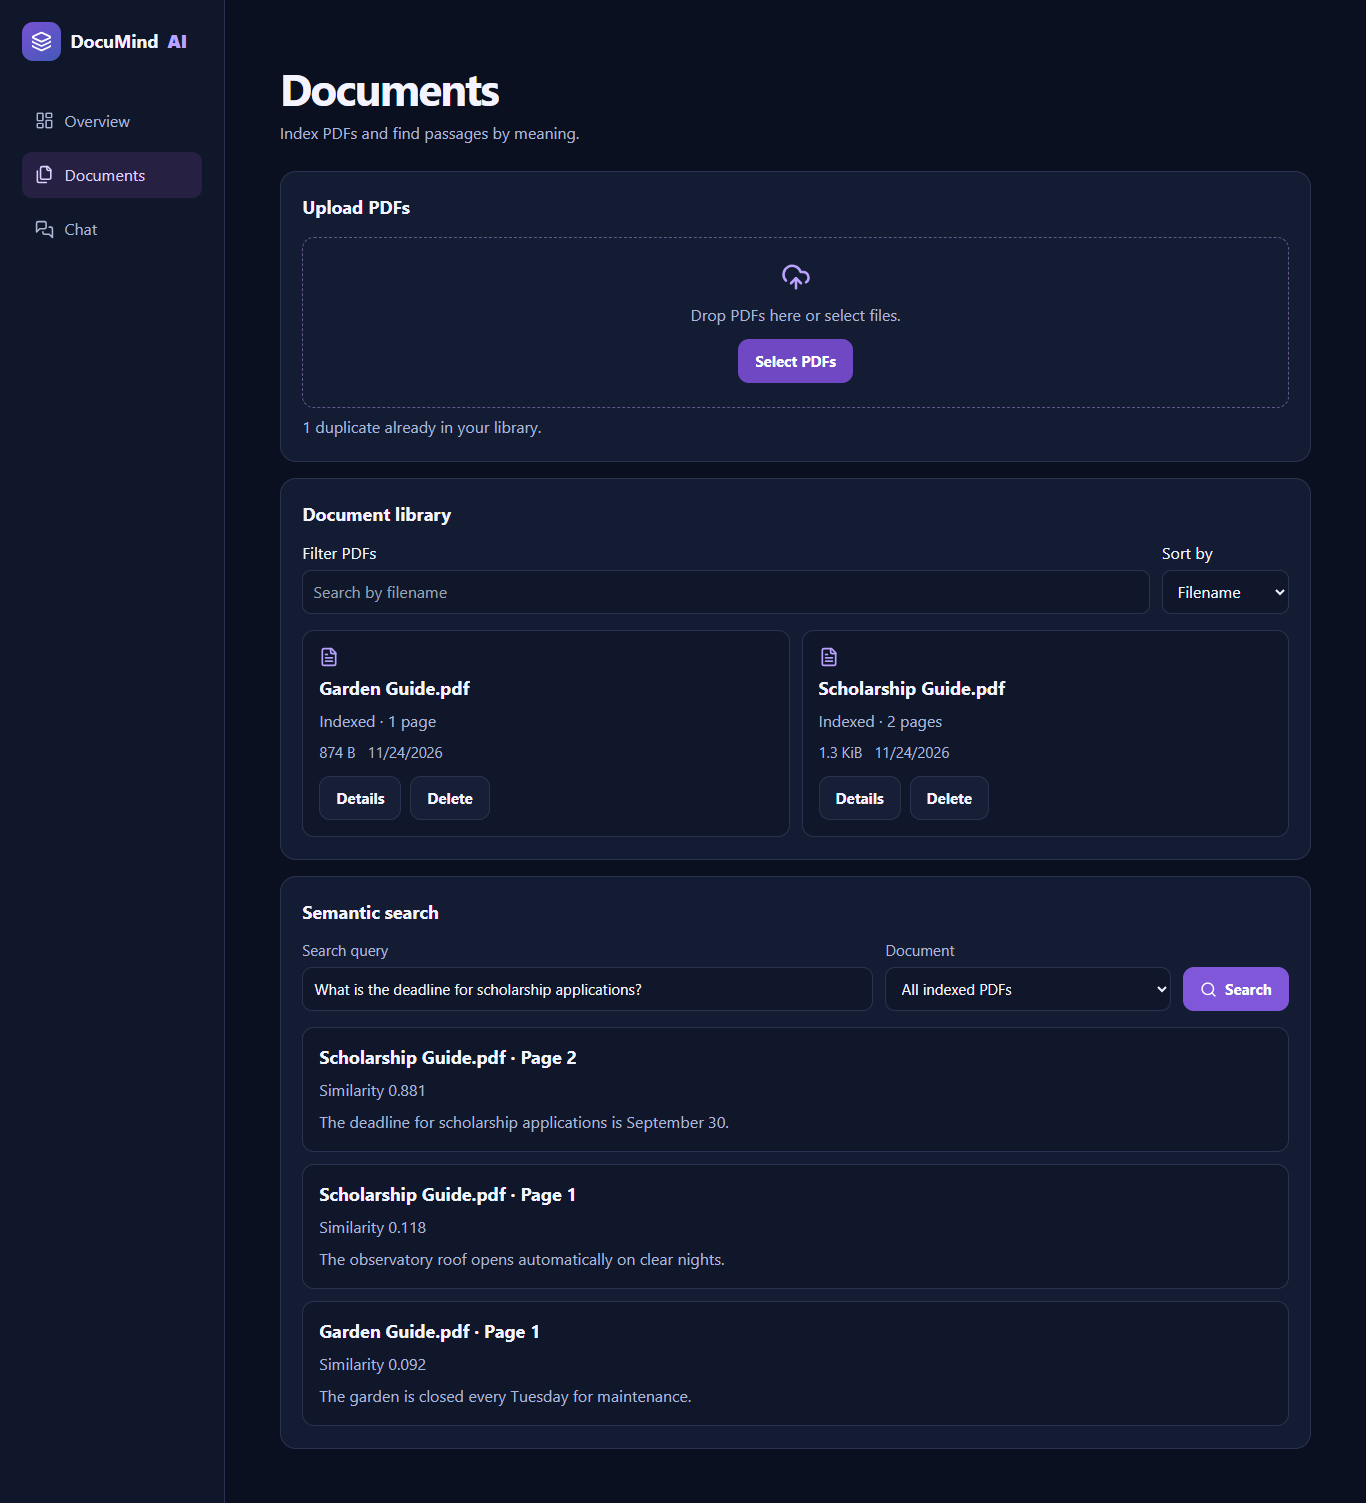 DocuMind AI
Overview
Documents
Chat
Documents
Index PDFs and find passages by meaning.
Upload PDFs
Drop PDFs here or select files.
Select PDFs
1 duplicate already in your library.
Document library
Filter PDFs
Sort by
Search by filename
Filename
Garden Guide.pdf
Indexed · 1 page
874 B 11/24/2026
Details Delete
Scholarship Guide.pdf
Indexed · 2 pages
1.3 KiB 11/24/2026
Details Delete
Semantic search
Search query
Document
What is the deadline for scholarship applications?
All indexed PDFs
Search
Scholarship Guide.pdf · Page 2
Similarity 0.881
The deadline for scholarship applications is September 30.
Scholarship Guide.pdf · Page 1
Similarity 0.118
The observatory roof opens automatically on clear nights.
Garden Guide.pdf · Page 1
Similarity 0.092
The garden is closed every Tuesday for maintenance.